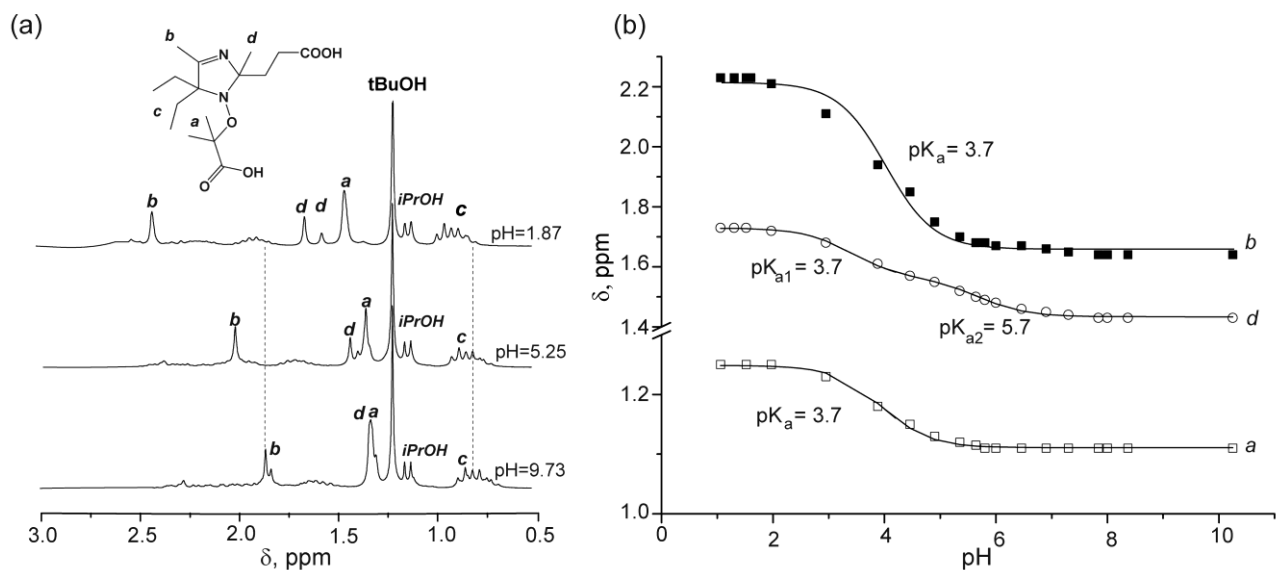 (a)
b
d
N
COOH
N
c
a
O
O
OH
tBuOH
b
d
d
a
iPrOH
c
pH=1.87
b
d
a
iPrOH
c
pH=5.25
b
d
a
iPrOH
c
pH=9.73
3.0
2.5
2.0
1.5
1.0
0.5
δ, ppm
(b)
δ, ppm
2.2
2.0
1.8
1.6
1.4
1.2
1.0
pKa= 3.7
b
pKa1= 3.7
pKa2= 5.7
d
pKa= 3.7
a
0
2
4
6
8
10
pH